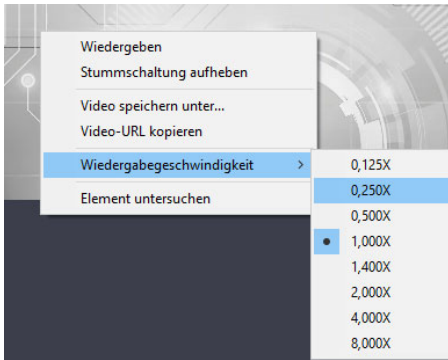 Wiedergeben
Stummschaltung aufheben
Video speichern unter...
Video-URL kopieren
Wiedergabegeschwindigkeit
Element untersuchen
0,125X
0,250X
0,500X
1,000X
1,400X
2,000X
4,000X
8,000X